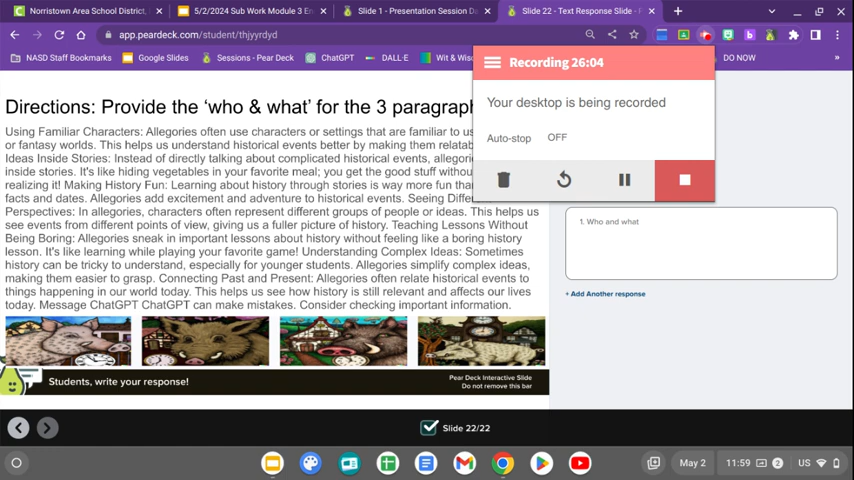 Norristown Area School District,
5/2/2024 Sub Work Module 3 En
Slide 1 - Presentation Session Da
Slide 22 - Text Response Slide - P
app.peardeck.com/student/thjyyrdyd
NASD Staff Bookmarks
Google Slides
Sessions - Pear Deck
ChatGPT
DALL·E
Wit & Wis
DO NOW
»
Recording 26:04
Your desktop is being recorded
Auto-stop OFF
Directions: Provide the ‘who & what’ for the 3 paragraph
Using Familiar Characters: Allegories often use characters or settings that are familiar to us
or fantasy worlds. This helps us understand historical events better by making them relatab
Ideas Inside Stories: Instead of directly talking about complicated historical events, allegori
inside stories. It's like hiding vegetables in your favorite meal; you get the good stuff withou
realizing it! Making History Fun: Learning about history through stories is way more fun tha
facts and dates. Allegories add excitement and adventure to historical events. Seeing Differ
Perspectives: In allegories, characters often represent different groups of people or ideas. This helps us
see events from different points of view, giving us a fuller picture of history. Teaching Lessons Without
Being Boring: Allegories sneak in important lessons about history without feeling like a boring history
lesson. It's like learning while playing your favorite game! Understanding Complex Ideas: Sometimes
history can be tricky to understand, especially for younger students. Allegories simplify complex ideas,
making them easier to grasp. Connecting Past and Present: Allegories often relate historical events to
things happening in our world today. This helps us see how history is still relevant and affects our lives
today. Message ChatGPT ChatGPT can make mistakes. Consider checking important information.
1. Who and what
+ Add Another response
Students, write your response!
Pear Deck Interactive Slide
Do not remove this bar
Slide 22/22
May 2
11:59
2
US